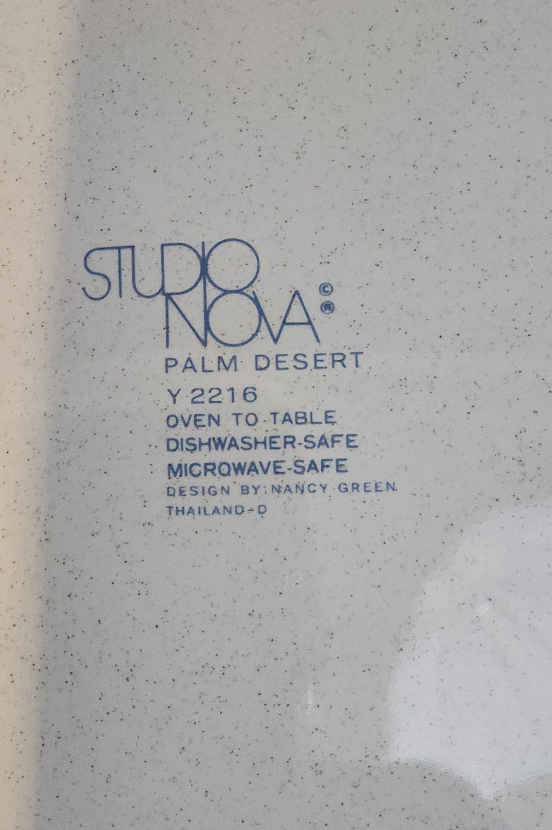 STUDIO
NOVA © ®
PALM DESERT
Y 2216
OVEN TO TABLE
DISHWASHER-SAFE
MICROWAVE-SAFE
DESIGN BY: NANCY GREEN
THAILAND-D